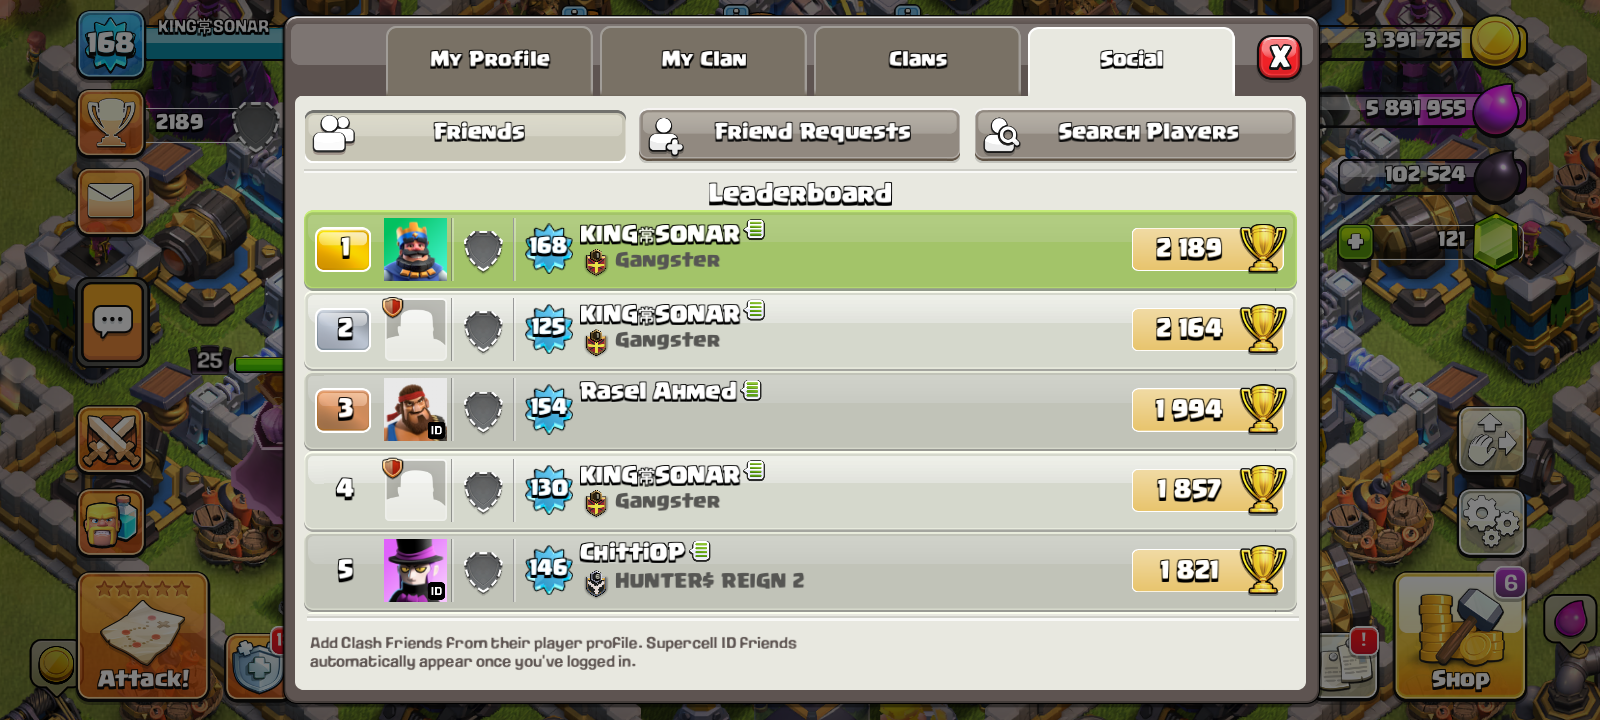 168
KING常SONAR
2189
25
Attack!
1
My Profile
My Clan
Clans
Social
X
Friends
Friend Requests
Search Players
Leaderboard
1 168 KING常SONAR 2 189
Gangster
2 125 KING常SONAR 2 164
Gangster
3 ID 154 Rasel Ahmed 1 994
4 130 KING常SONAR 1 857
Gangster
5 ID 146 ChittiOP 1 821
HUNTER$ REIGN 2
Add Clash Friends from their player profile. Supercell ID friends
automatically appear once you've logged in.
3 391 725
5 891 955
102 524
121
6
!
Shop